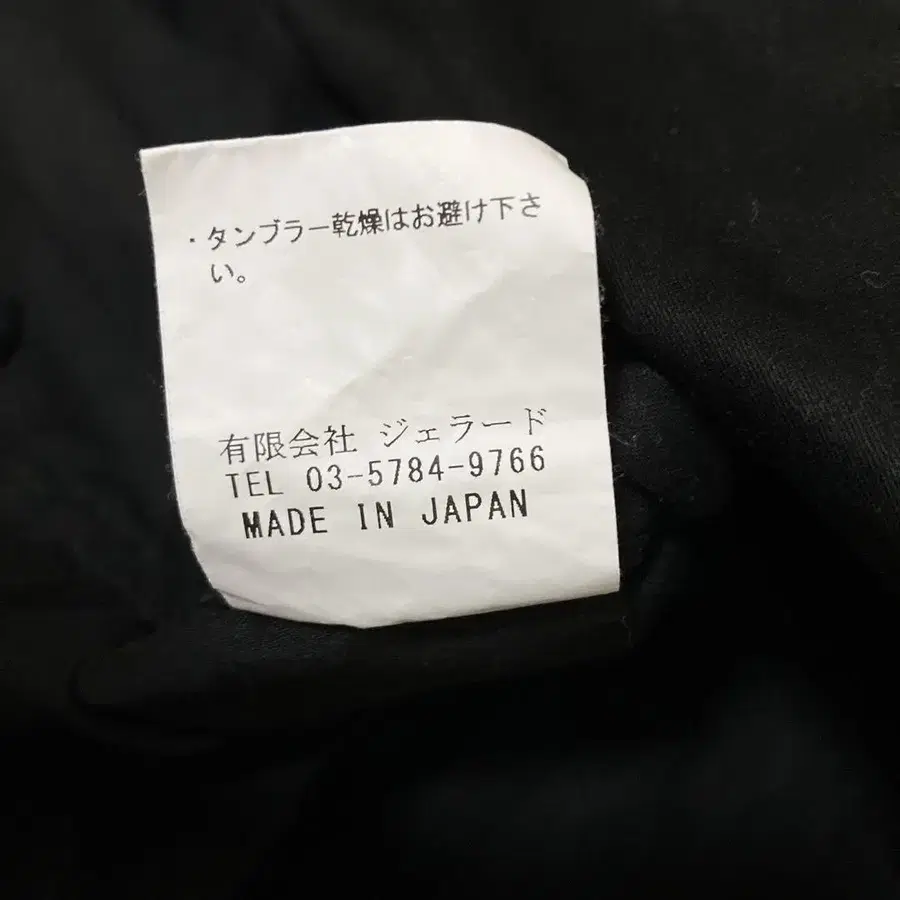 ・タンブラー乾燥はお避け下さ
い。
有限会社 ジェラード
TEL 03-5784-9766
MADE IN JAPAN